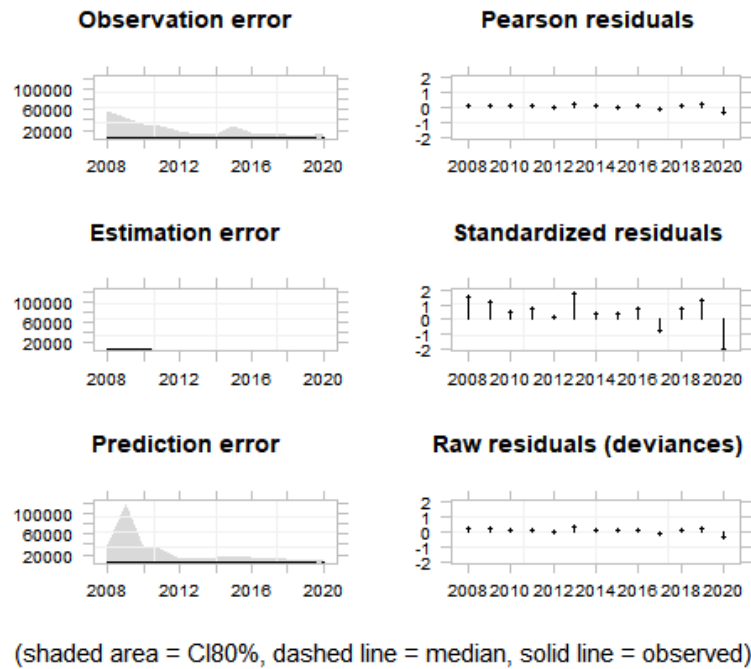 Observation error
100000
60000
20000
2008 2012 2016 2020
Pearson residuals
2
1
0
-1
-2
2008 2010 2012 2014 2016 2018 2020
Estimation error
100000
60000
20000
2008 2012 2016 2020
Standardized residuals
2
1
0
-1
-2
2008 2010 2012 2014 2016 2018 2020
Prediction error
100000
60000
20000
2008 2012 2016 2020
Raw residuals (deviances)
2
1
0
-1
-2
2008 2010 2012 2014 2016 2018 2020
(shaded area = CI80%, dashed line = median, solid line = observed)